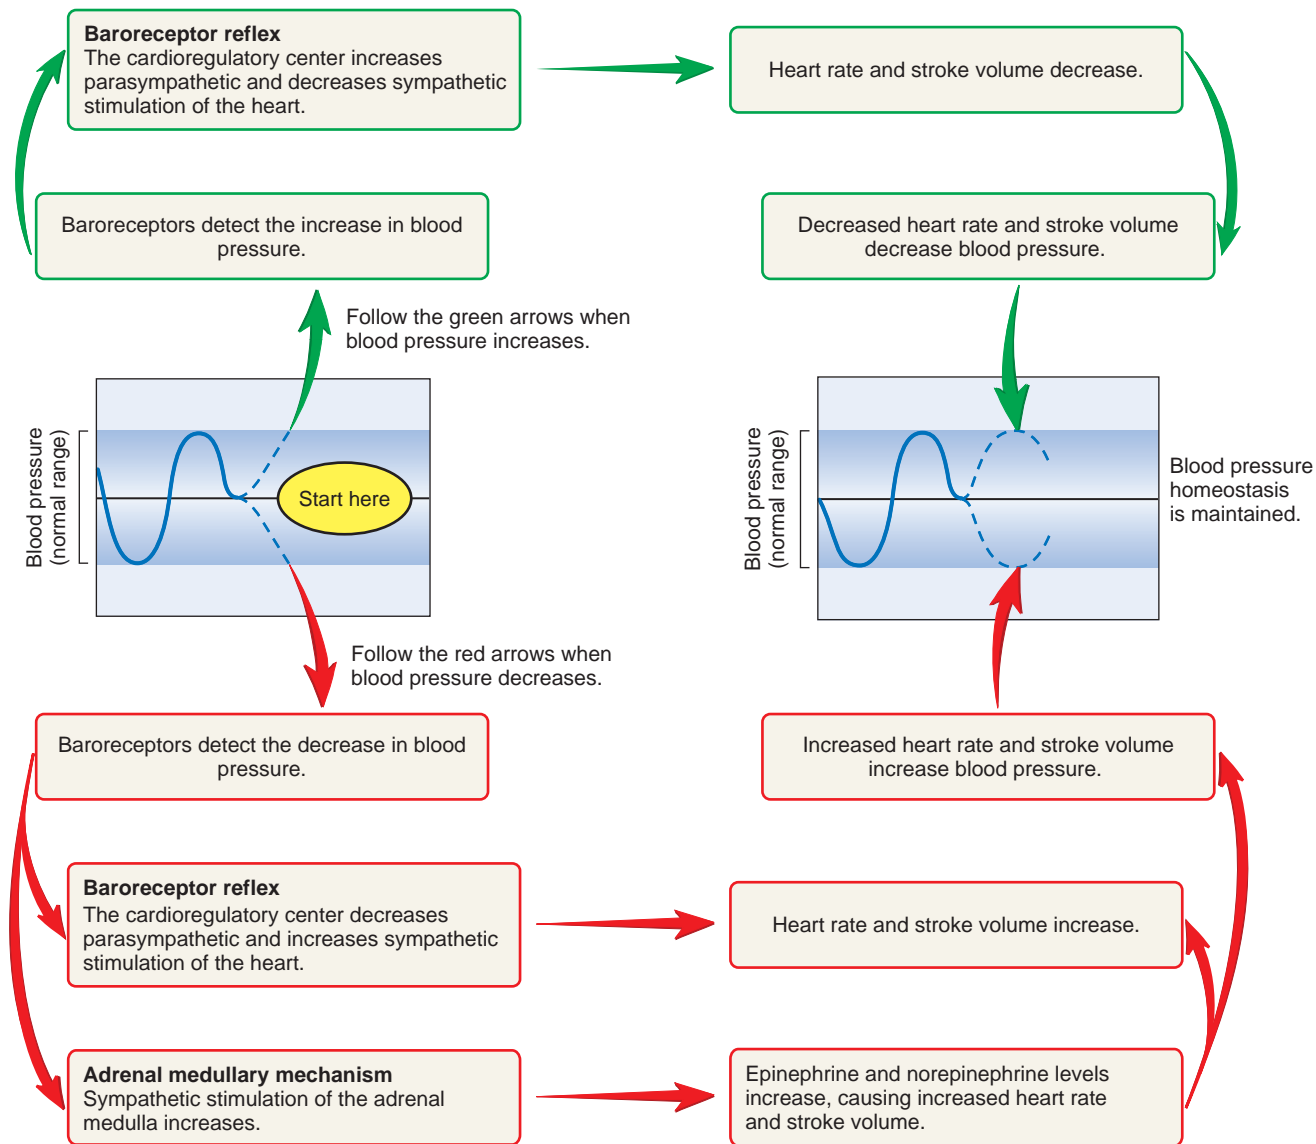 Baroreceptor reflex
The cardioregulatory center increases
parasympathetic and decreases sympathetic
stimulation of the heart.
Heart rate and stroke volume decrease.
Baroreceptors detect the increase in blood
pressure.
Decreased heart rate and stroke volume
decrease blood pressure.
Follow the green arrows when
blood pressure increases.
Blood pressure
(normal range)
Start here
Blood pressure
(normal range)
Blood pressure
homeostasis
is maintained.
Follow the red arrows when
blood pressure decreases.
Baroreceptors detect the decrease in blood
pressure.
Increased heart rate and stroke volume
increase blood pressure.
Baroreceptor reflex
The cardioregulatory center decreases
parasympathetic and increases sympathetic
stimulation of the heart.
Heart rate and stroke volume increase.
Adrenal medullary mechanism
Sympathetic stimulation of the adrenal
medulla increases.
Epinephrine and norepinephrine levels
increase, causing increased heart rate
and stroke volume.